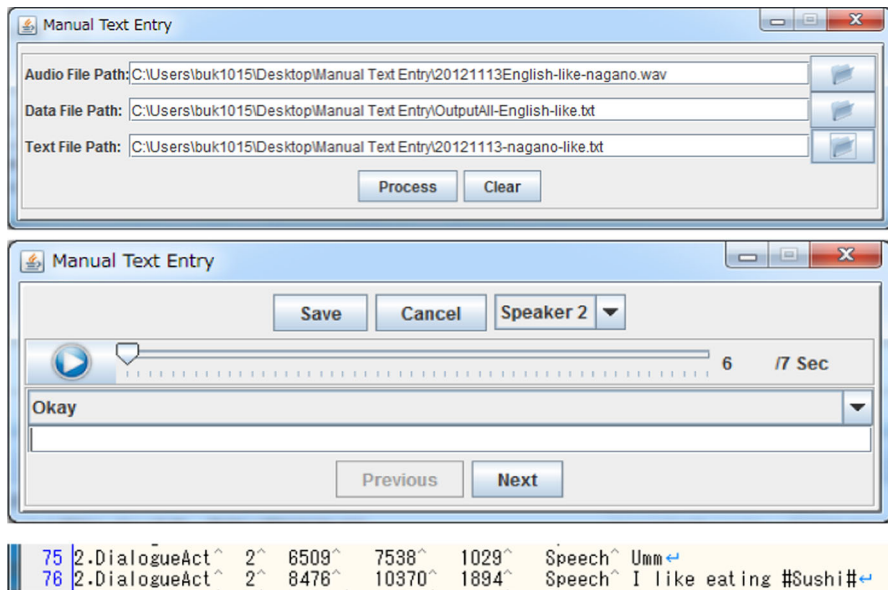 Manual Text Entry
Audio File Path: C:\Users\buk1015\Desktop\Manual Text Entry\20121113English-like-nagano.wav
Data File Path: C:\Users\buk1015\Desktop\Manual Text Entry\OutputAll-English-like.txt
Text File Path: C:\Users\buk1015\Desktop\Manual Text Entry\20121113-nagano-like.txt
Process Clear
Manual Text Entry
Save Cancel Speaker 2
6 /7 Sec
Okay
Previous Next
75 2.DialogueAct^ 2^ 6509^ 7538^ 1029^ Speech^ Umm↵
76 2.DialogueAct^ 2^ 8476^ 10370^ 1894^ Speech^ I like eating #Sushi#↵